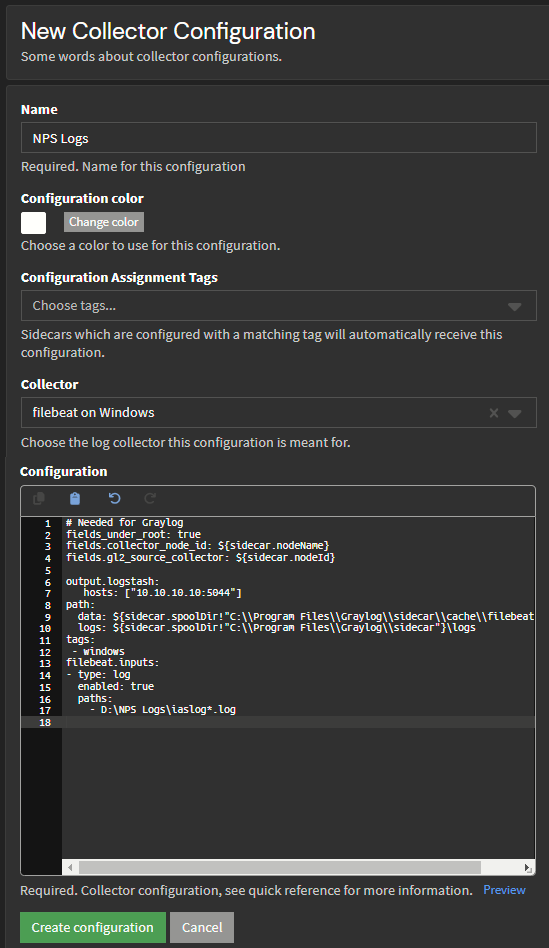 New Collector Configuration
Some words about collector configurations.
Name
NPS Logs
Required. Name for this configuration
Configuration color
Change color
Choose a color to use for this configuration.
Configuration Assignment Tags
Choose tags...
Sidecars which are configured with a matching tag will automatically receive this
configuration.
Collector
filebeat on Windows
Choose the log collector this configuration is meant for.
Configuration
1 # Needed for Graylog
2 fields_under_root: true
3 fields.collector_node_id: ${sidecar.nodeName}
4 fields.gl2_source_collector: ${sidecar.nodeId}
5
6 output.logstash:
7    hosts: ["10.10.10.10:5044"]
8 path:
9   data: ${sidecar.spoolDir!"C:\\Program Files\\Graylog\\sidecar\\cache\\filebeat
10   logs: ${sidecar.spoolDir!"C:\\Program Files\\Graylog\\sidecar"}\logs
11 tags:
12  - windows
13 filebeat.inputs:
14 - type: log
15   enabled: true
16   paths:
17     - D:\NPS Logs\iaslog*.log
18
Required. Collector configuration, see quick reference for more information. Preview
Create configuration Cancel